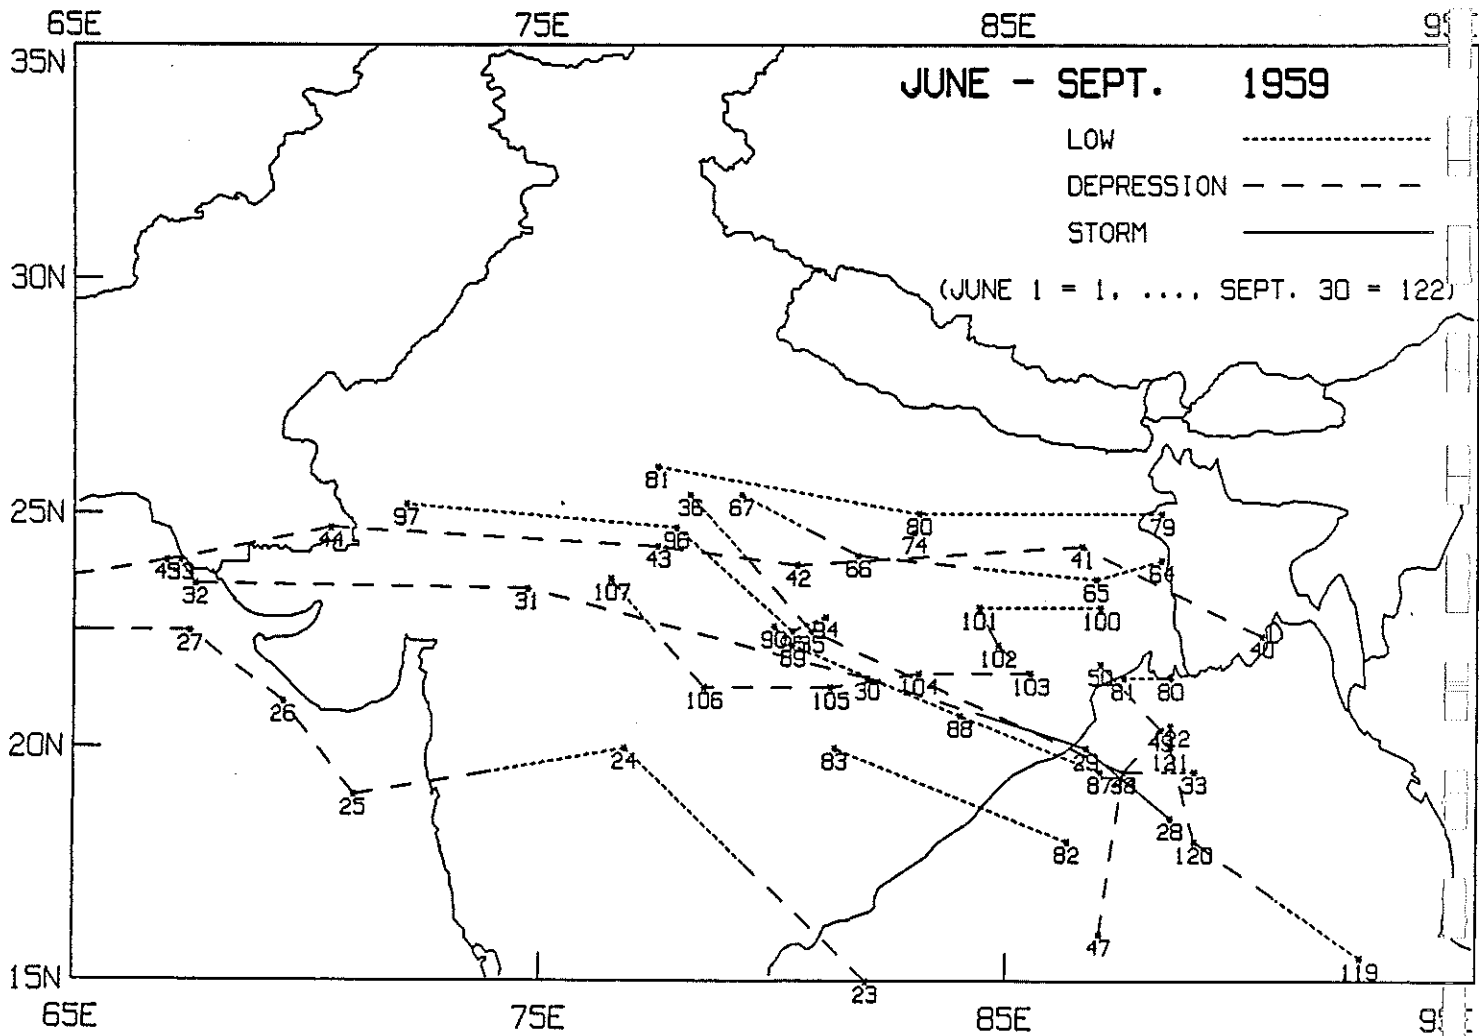 65E 75E 85E
35N
JUNE - SEPT. 1959
LOW
DEPRESSION
STORM
30N
(JUNE 1 = 1, ...., SEPT. 30 = 122)
81 36 67
25N 97 80 79
44 96 74
43 41 64
42 66
32 107 65
31
101 100
27 90 94 40
89 102
50
104 103 81 80
30
106 105
26 88 49
20N 24 83 29 121
87 38 33
25 28
82 120
47
15N 119
23
65E 75E 85E